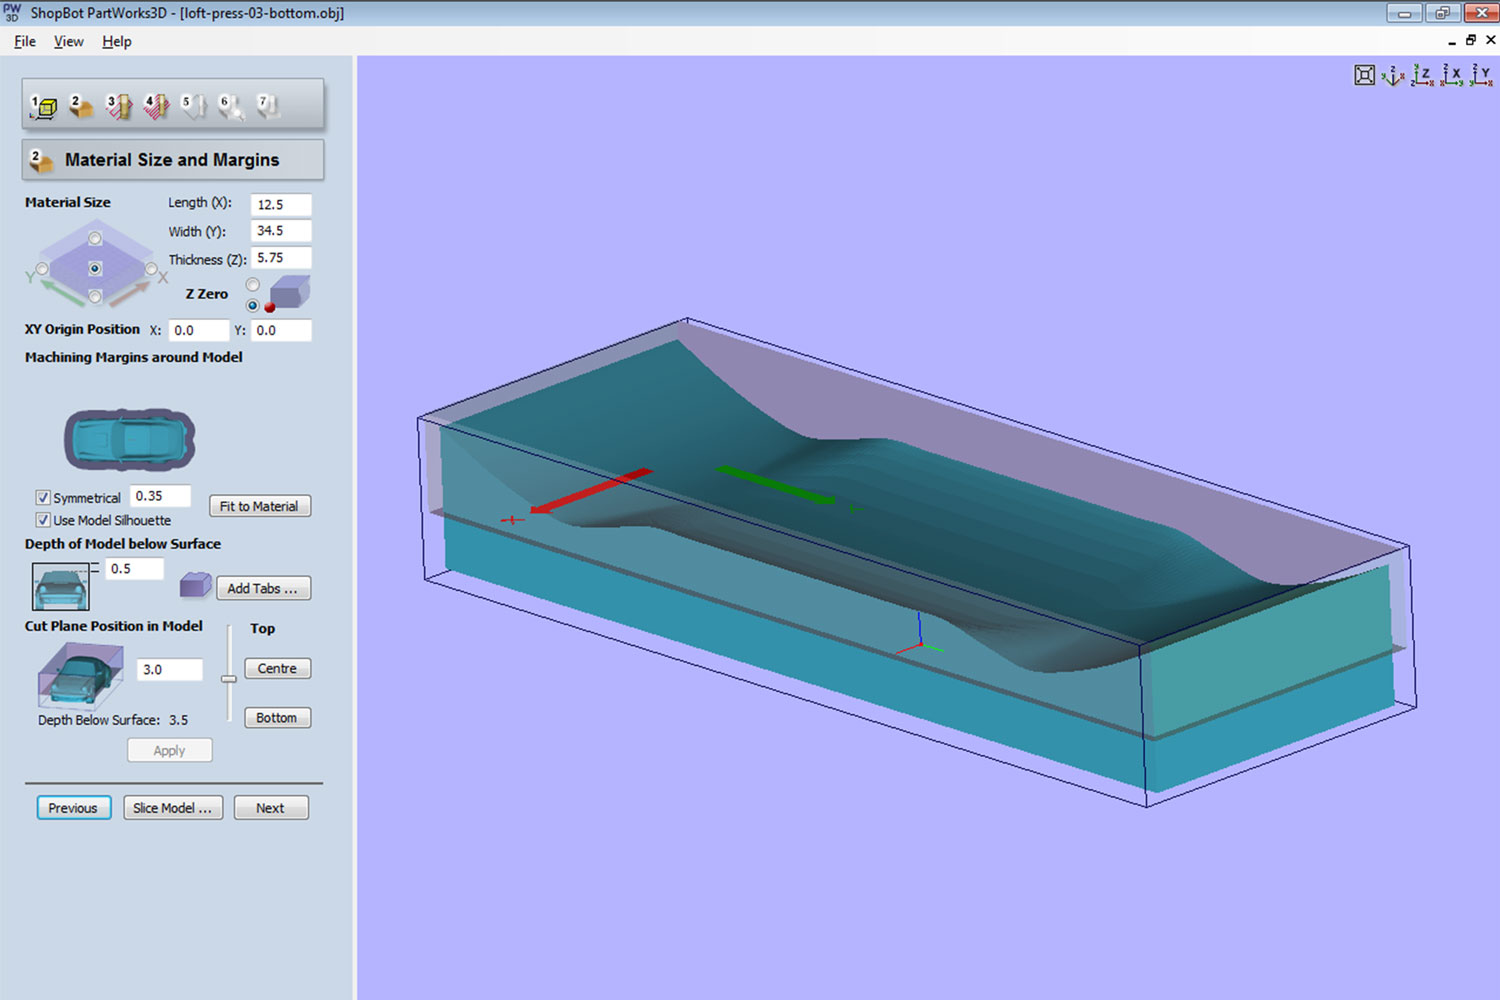 PW 3D ShopBot PartWorks3D - [loft-press-03-bottom.obj]
File View Help
1 2 3 4 5 6 7
2 Material Size and Margins
Material Size
Length (X): 12.5
Width (Y): 34.5
Thickness (Z): 5.75
Y X
Z Zero
XY Origin Position X: 0.0 Y: 0.0
Machining Margins around Model
Symmetrical 0.35
Fit to Material
Use Model Silhouette
Depth of Model below Surface
0.5
Add Tabs ...
Cut Plane Position in Model
Top
3.0
Centre
Depth Below Surface: 3.5
Bottom
Apply
Previous Slice Model ... Next